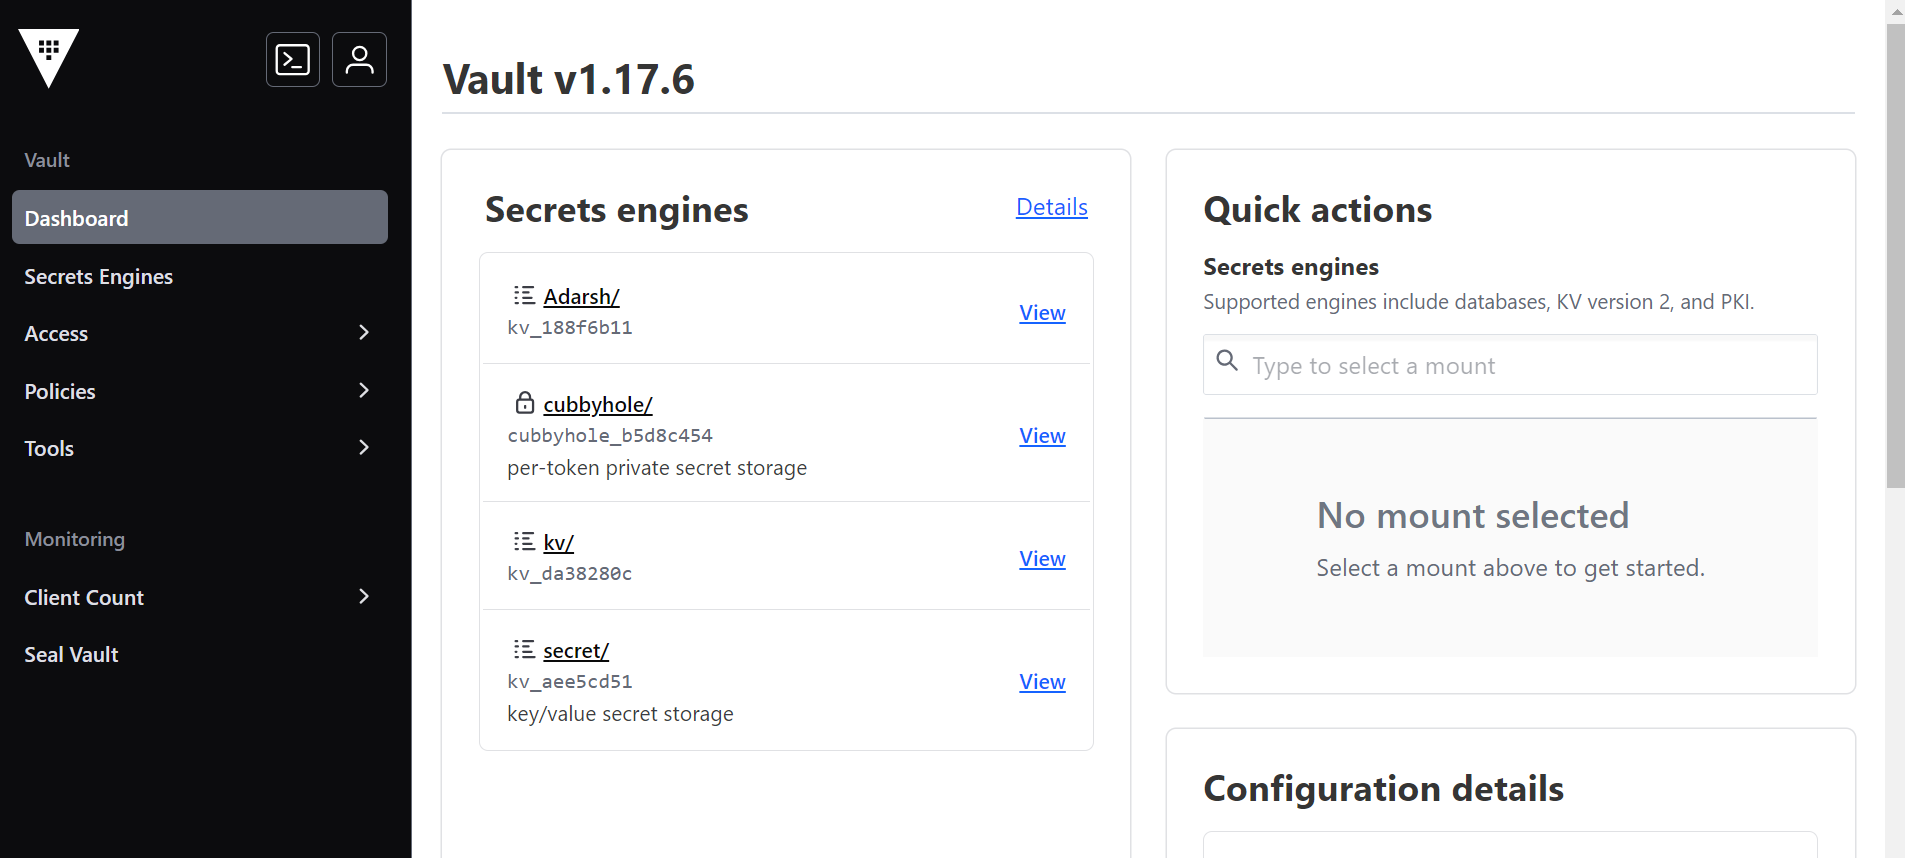 Vault
Dashboard
Secrets Engines
Access
Policies
Tools
Monitoring
Client Count
Seal Vault
Vault v1.17.6
Secrets engines
Details
Adarsh/
kv_188f6b11
View
cubbyhole/
cubbyhole_b5d8c454
per-token private secret storage
View
kv/
kv_da38280c
View
secret/
kv_aee5cd51
key/value secret storage
View
Quick actions
Secrets engines
Supported engines include databases, KV version 2, and PKI.
Type to select a mount
No mount selected
Select a mount above to get started.
Configuration details